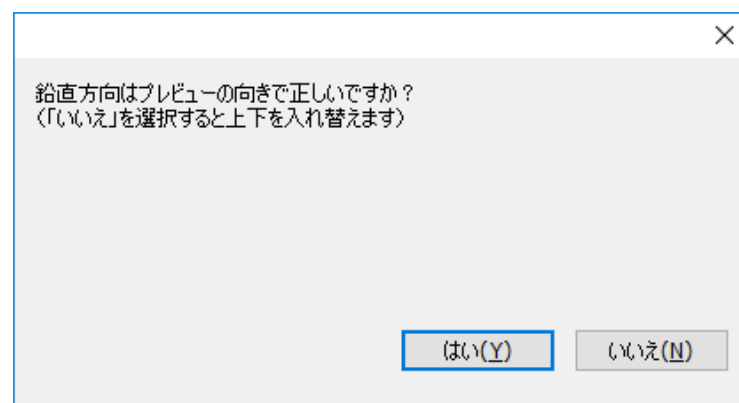 鉛直方向はプレビューの向きで正しいですか？
（「いいえ」を選択すると上下を入れ替えます）
はい(Y)
いいえ(N)